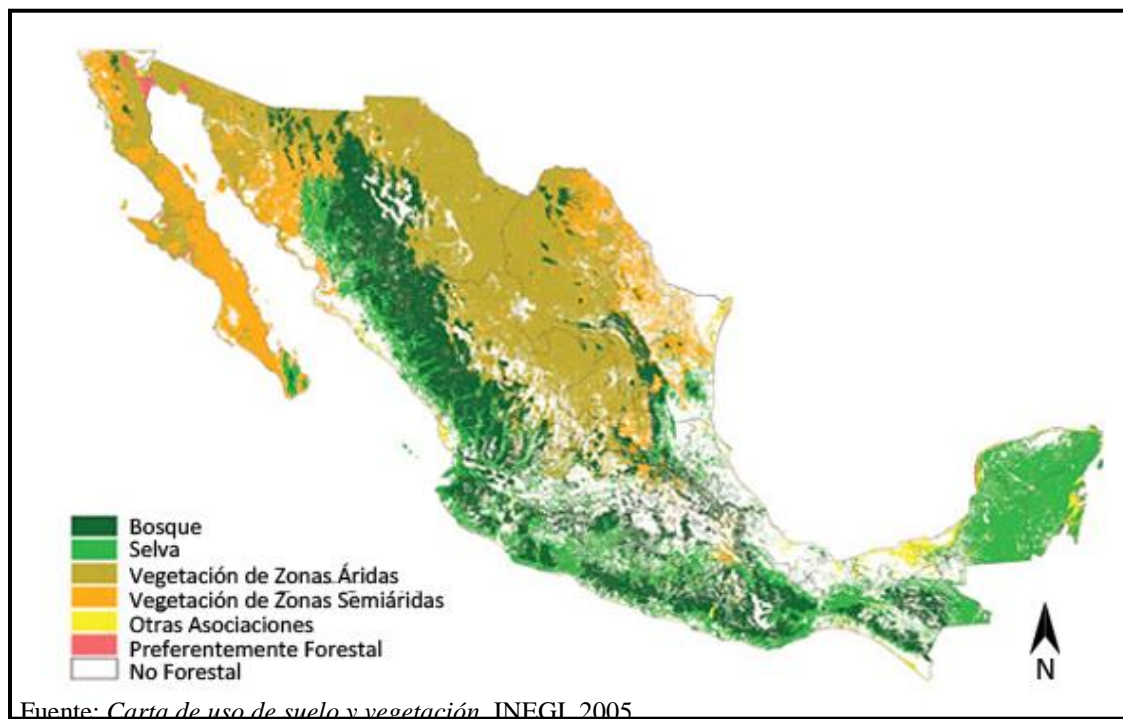 Bosque
Selva
Vegetación de Zonas Áridas
Vegetación de Zonas Semiáridas
Otras Asociaciones
Preferentemente Forestal
No Forestal
N
Fuente: Carta de uso de suelo y vegetación. INEGI. 2005